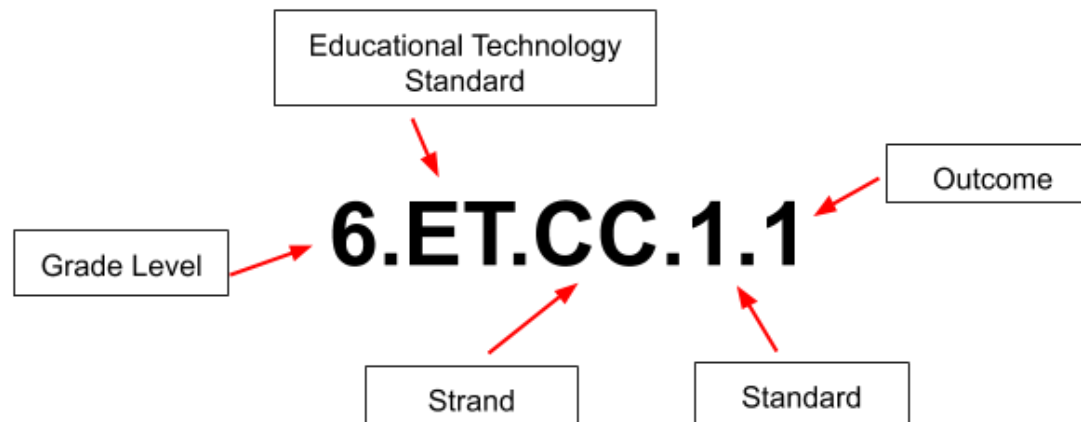 Educational Technology
Standard
Outcome
6.ET.CC.1.1
Grade Level
Strand
Standard